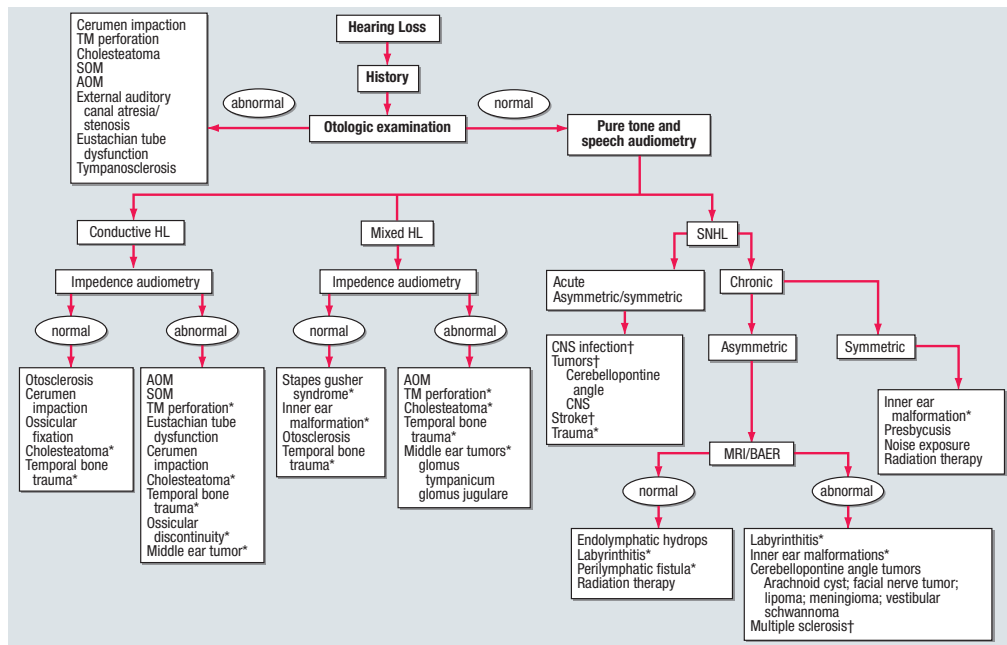 Hearing Loss
History
Otologic examination
abnormal
normal
Cerumen impaction
TM perforation
Cholesteatoma
SOM
AOM
External auditory
canal atresia/
stenosis
Eustachian tube
dysfunction
Tympanosclerosis
Pure tone and
speech audiometry
Conductive HL
Mixed HL
SNHL
Impedence audiometry
Impedence audiometry
Acute
Asymmetric/symmetric
Chronic
normal
abnormal
normal
abnormal
Asymmetric
Symmetric
Otosclerosis
Cerumen
impaction
Ossicular
fixation
Cholesteatoma*
Temporal bone
trauma*
AOM
SOM
TM perforation*
Eustachian tube
dysfunction
Cerumen
impaction
Cholesteatoma*
Temporal bone
trauma*
Ossicular
discontinuity*
Middle ear tumor*
Stapes gusher
syndrome*
Inner ear
malformation*
Otosclerosis
Temporal bone
trauma*
AOM
TM perforation*
Cholesteatoma*
Temporal bone
trauma*
Middle ear tumors*
glomus
tympanicum
glomus jugulare
CNS infection†
Tumors†
Cerebellopontine
angle
CNS
Stroke†
Trauma*
Inner ear
malformation*
Presbycusis
Noise exposure
Radiation therapy
MRI/BAER
normal
abnormal
Endolymphatic hydrops
Labyrinthitis*
Perilymphatic fistula*
Radiation therapy
Labyrinthitis*
Inner ear malformations*
Cerebellopontine angle tumors
Arachnoid cyst; facial nerve tumor;
lipoma; meningioma; vestibular
schwannoma
Multiple sclerosis†